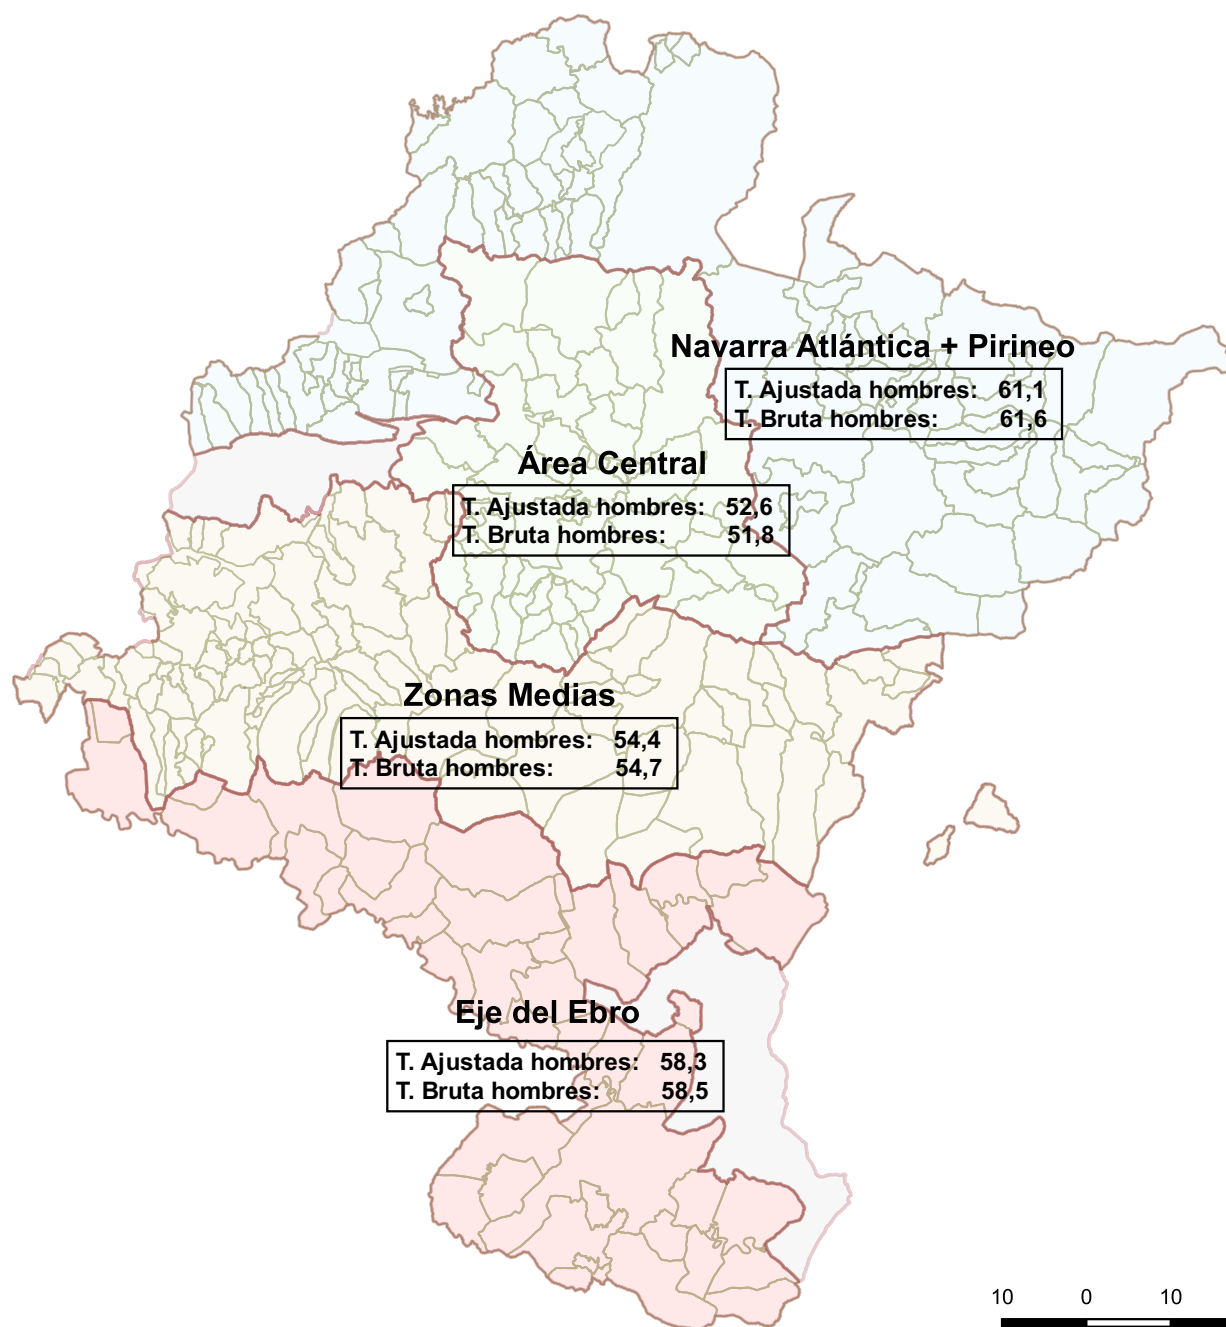 Navarra Atlántica + Pirineo
T. Ajustada hombres: 61,1
T. Bruta hombres: 61,6
Área Central
T. Ajustada hombres: 52,6
T. Bruta hombres: 51,8
Zonas Medias
T. Ajustada hombres: 54,4
T. Bruta hombres: 54,7
Eje del Ebro
T. Ajustada hombres: 58,3
T. Bruta hombres: 58,5
10 0 10